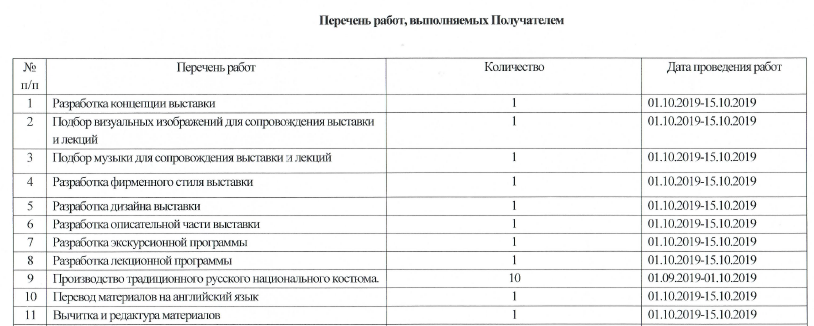 Перечень работ, выполняемых Получателем
№ п/п Перечень работ Количество Дата проведения работ
1 Разработка концепции выставки 1 01.10.2019-15.10.2019
2 Подбор визуальных изображений для сопровождения выставки 1 01.10.2019-15.10.2019
и лекций
3 Подбор музыки для сопровождения выставки и лекций 1 01.10.2019-15.10.2019
4 Разработка фирменного стиля выставки 1 01.10.2019-15.10.2019
5 Разработка дизайна выставки 1 01.10.2019-15.10.2019
6 Разработка описательной части выставки 1 01.10.2019-15.10.2019
7 Разработка экскурсионной программы 1 01.10.2019-15.10.2019
8 Разработка лекционной программы 1 01.10.2019-15.10.2019
9 Производство традиционного русского национального костюма. 10 01.09.2019-01.10.2019
10 Перевод материалов на английский язык 1 01.10.2019-15.10.2019
11 Вычитка и редактура материалов 1 01.10.2019-15.10.2019